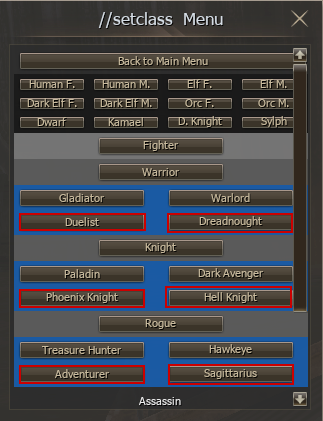 //setclass Menu
Back to Main Menu
Human F. Human M. Elf F. Elf M.
Dark Elf F. Dark Elf M. Orc F. Orc M.
Dwarf Kamael D. Knight Sylph
Fighter
Warrior
Gladiator Warlord
Duelist Dreadnought
Knight
Paladin Dark Avenger
Phoenix Knight Hell Knight
Rogue
Treasure Hunter Hawkeye
Adventurer Sagittarius
Assassin